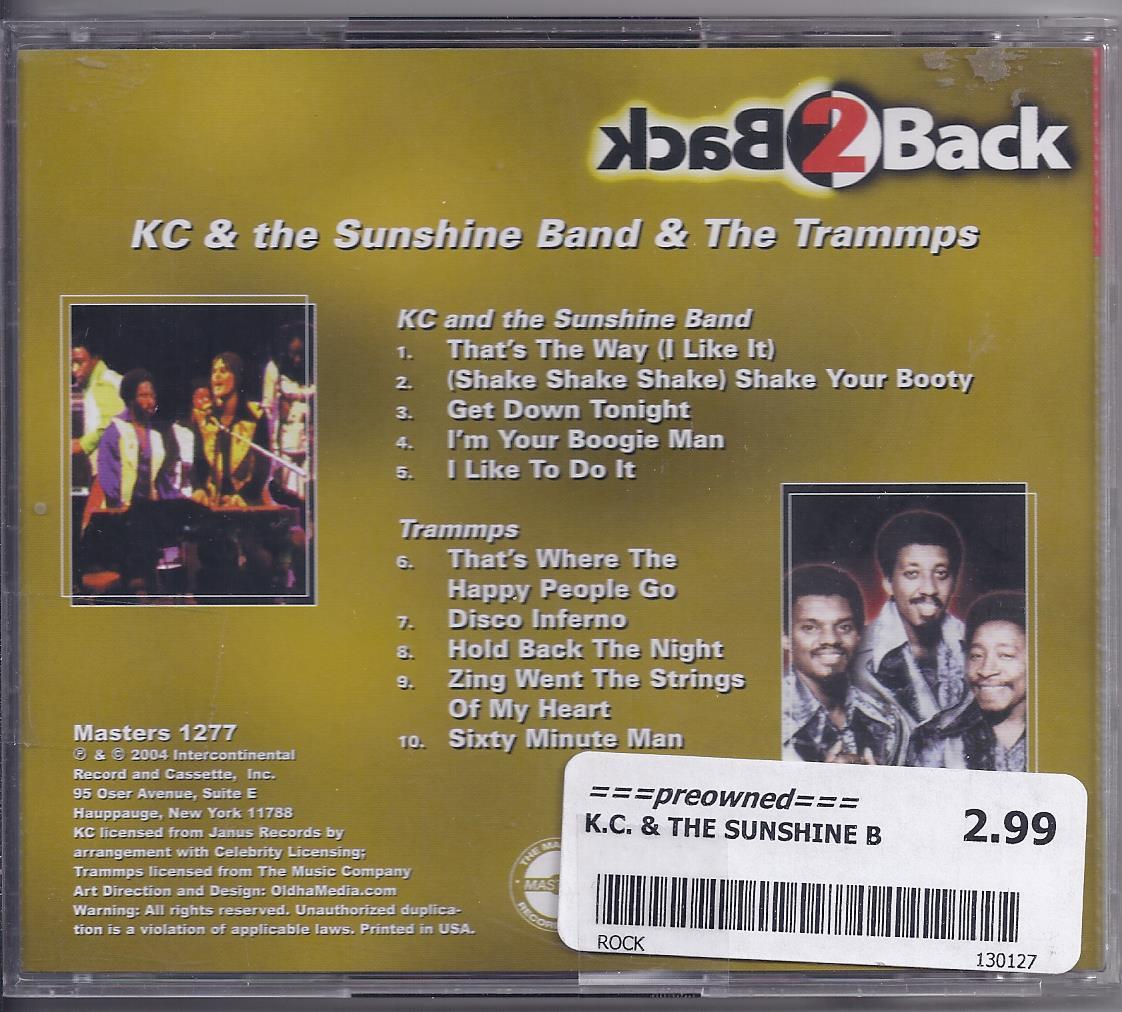 Back 2 Back
KC & the Sunshine Band & The Trammps
KC and the Sunshine Band
1. That's The Way (I Like It)
2. (Shake Shake Shake) Shake Your Booty
3. Get Down Tonight
4. I'm Your Boogie Man
5. I Like To Do It
Trammps
6. That's Where The
Happy People Go
7. Disco Inferno
8. Hold Back The Night
9. Zing Went The Strings
Of My Heart
10. Sixty Minute Man
Masters 1277
℗ & © 2004 Intercontinental
Record and Cassette, Inc.
95 Oser Avenue, Suite E
Hauppauge, New York 11788
KC licensed from Janus Records by
arrangement with Celebrity Licensing;
Trammps licensed from The Music Company
Art Direction and Design: OldhaMedia.com
Warning: All rights reserved. Unauthorized duplica-
tion is a violation of applicable laws. Printed in USA.
THE
===preowned===
K.C. & THE SUNSHINE B 2.99
ROCK
130127